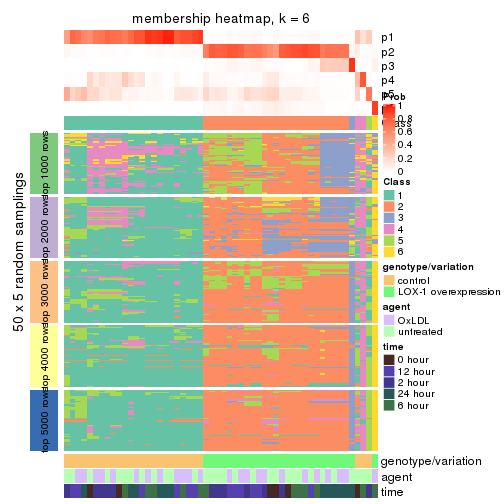 membership heatmap, k = 6
p1
p2
p3
p4
Prob
1
0.8
0.6
0.4
0.2
0
Class
1
2
3
4
5
6
genotype/variation
control
LOX-1 overexpression
agent
OxLDL
untreated
time
0 hour
12 hour
2 hour
24 hour
6 hour
50 x 5 random samplings
top 1000 rows
top 2000 rows
top 3000 rows
top 4000 rows
top 5000 rows
genotype/variation
agent
time